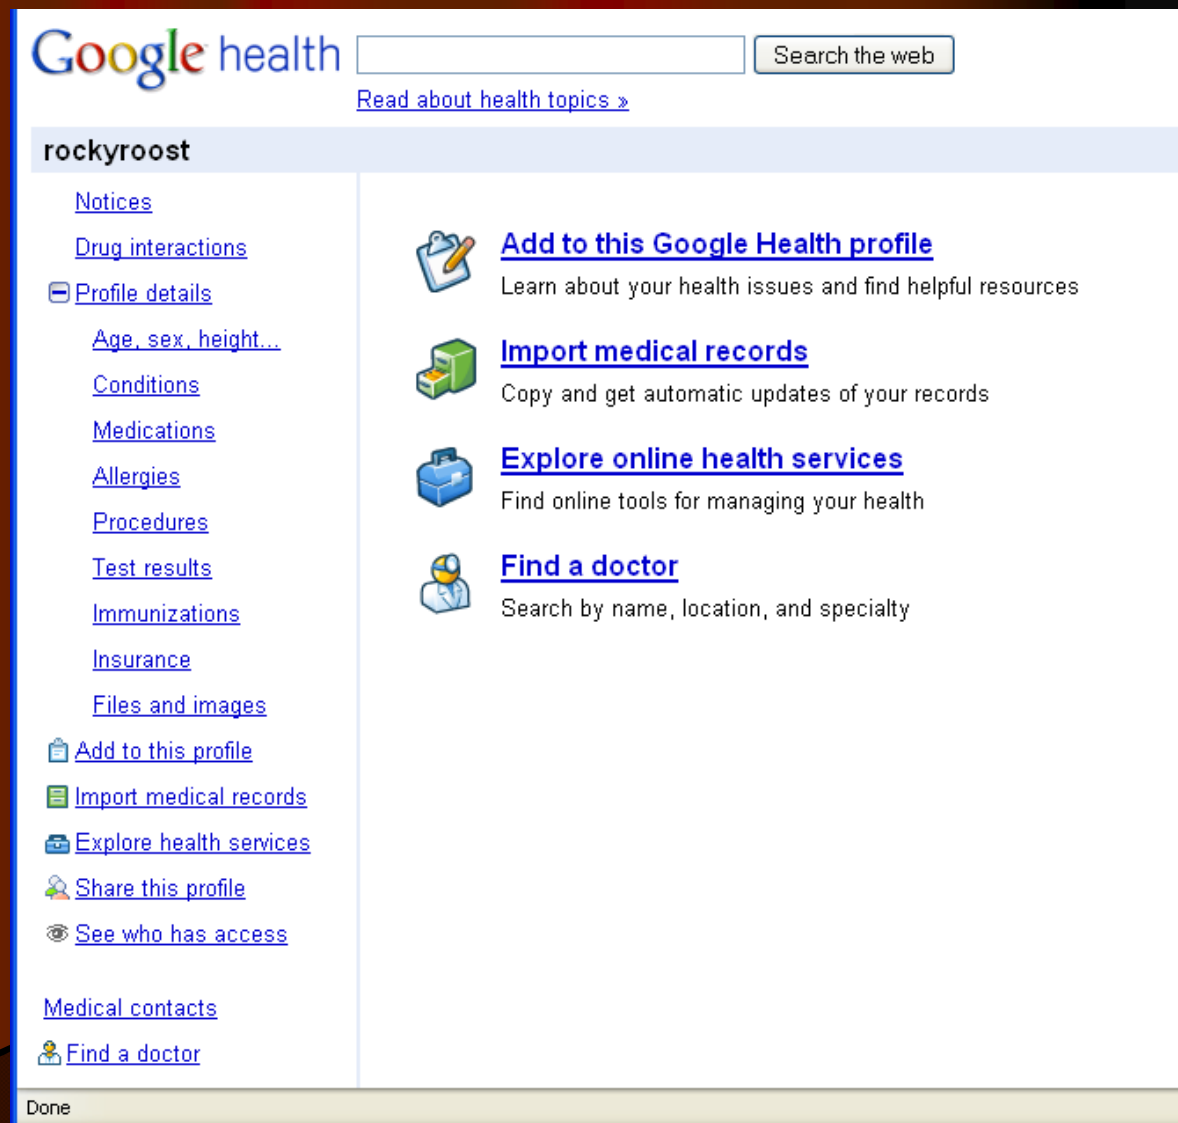 Google health
Search the web
Read about health topics »
rockyroost
Notices
Drug interactions
Profile details
Age, sex, height...
Conditions
Medications
Allergies
Procedures
Test results
Immunizations
Insurance
Files and images
Add to this profile
Import medical records
Explore health services
Share this profile
See who has access
Medical contacts
Find a doctor
Add to this Google Health profile
Learn about your health issues and find helpful resources
Import medical records
Copy and get automatic updates of your records
Explore online health services
Find online tools for managing your health
Find a doctor
Search by name, location, and specialty
Done